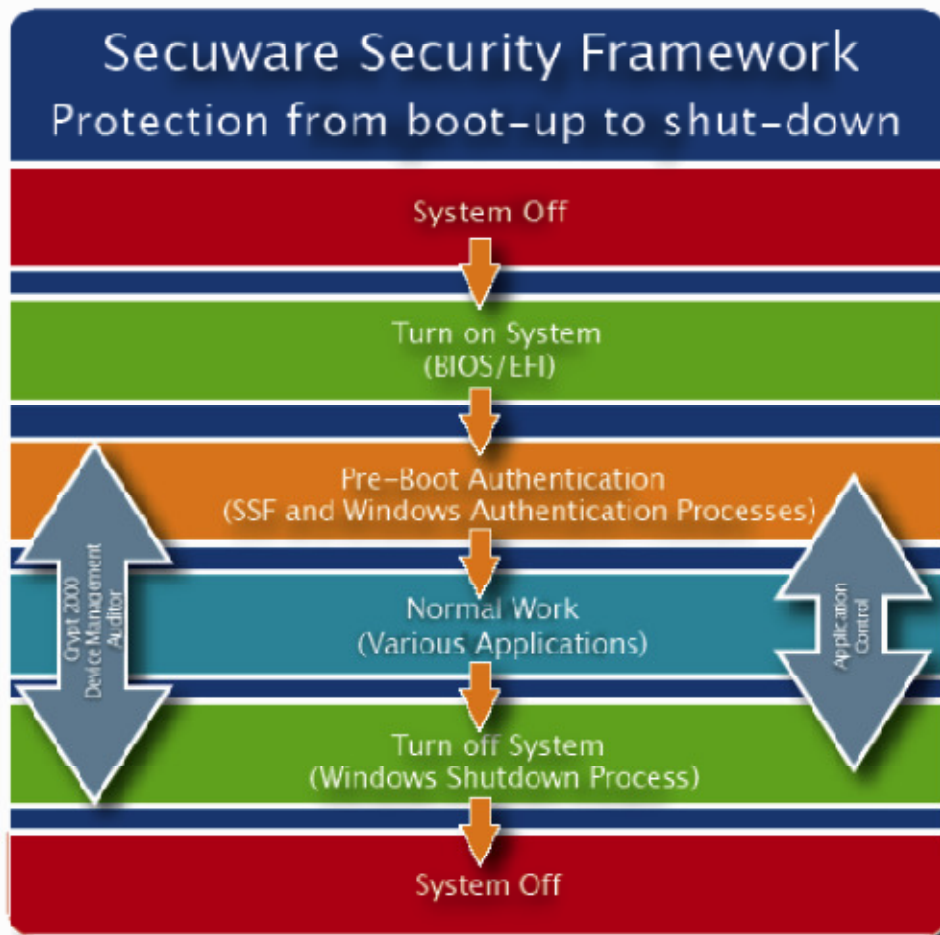 Secuware Security Framework
Protection from boot-up to shut-down
System Off
Turn on System
(BIOS/EFI)
Pre-Boot Authentication
(SSF and Windows Authentication Processes)
Crypt 2000
Device Management
Auditor
Application
Control
Normal Work
(Various Applications)
Turn off System
(Windows Shutdown Process)
System Off